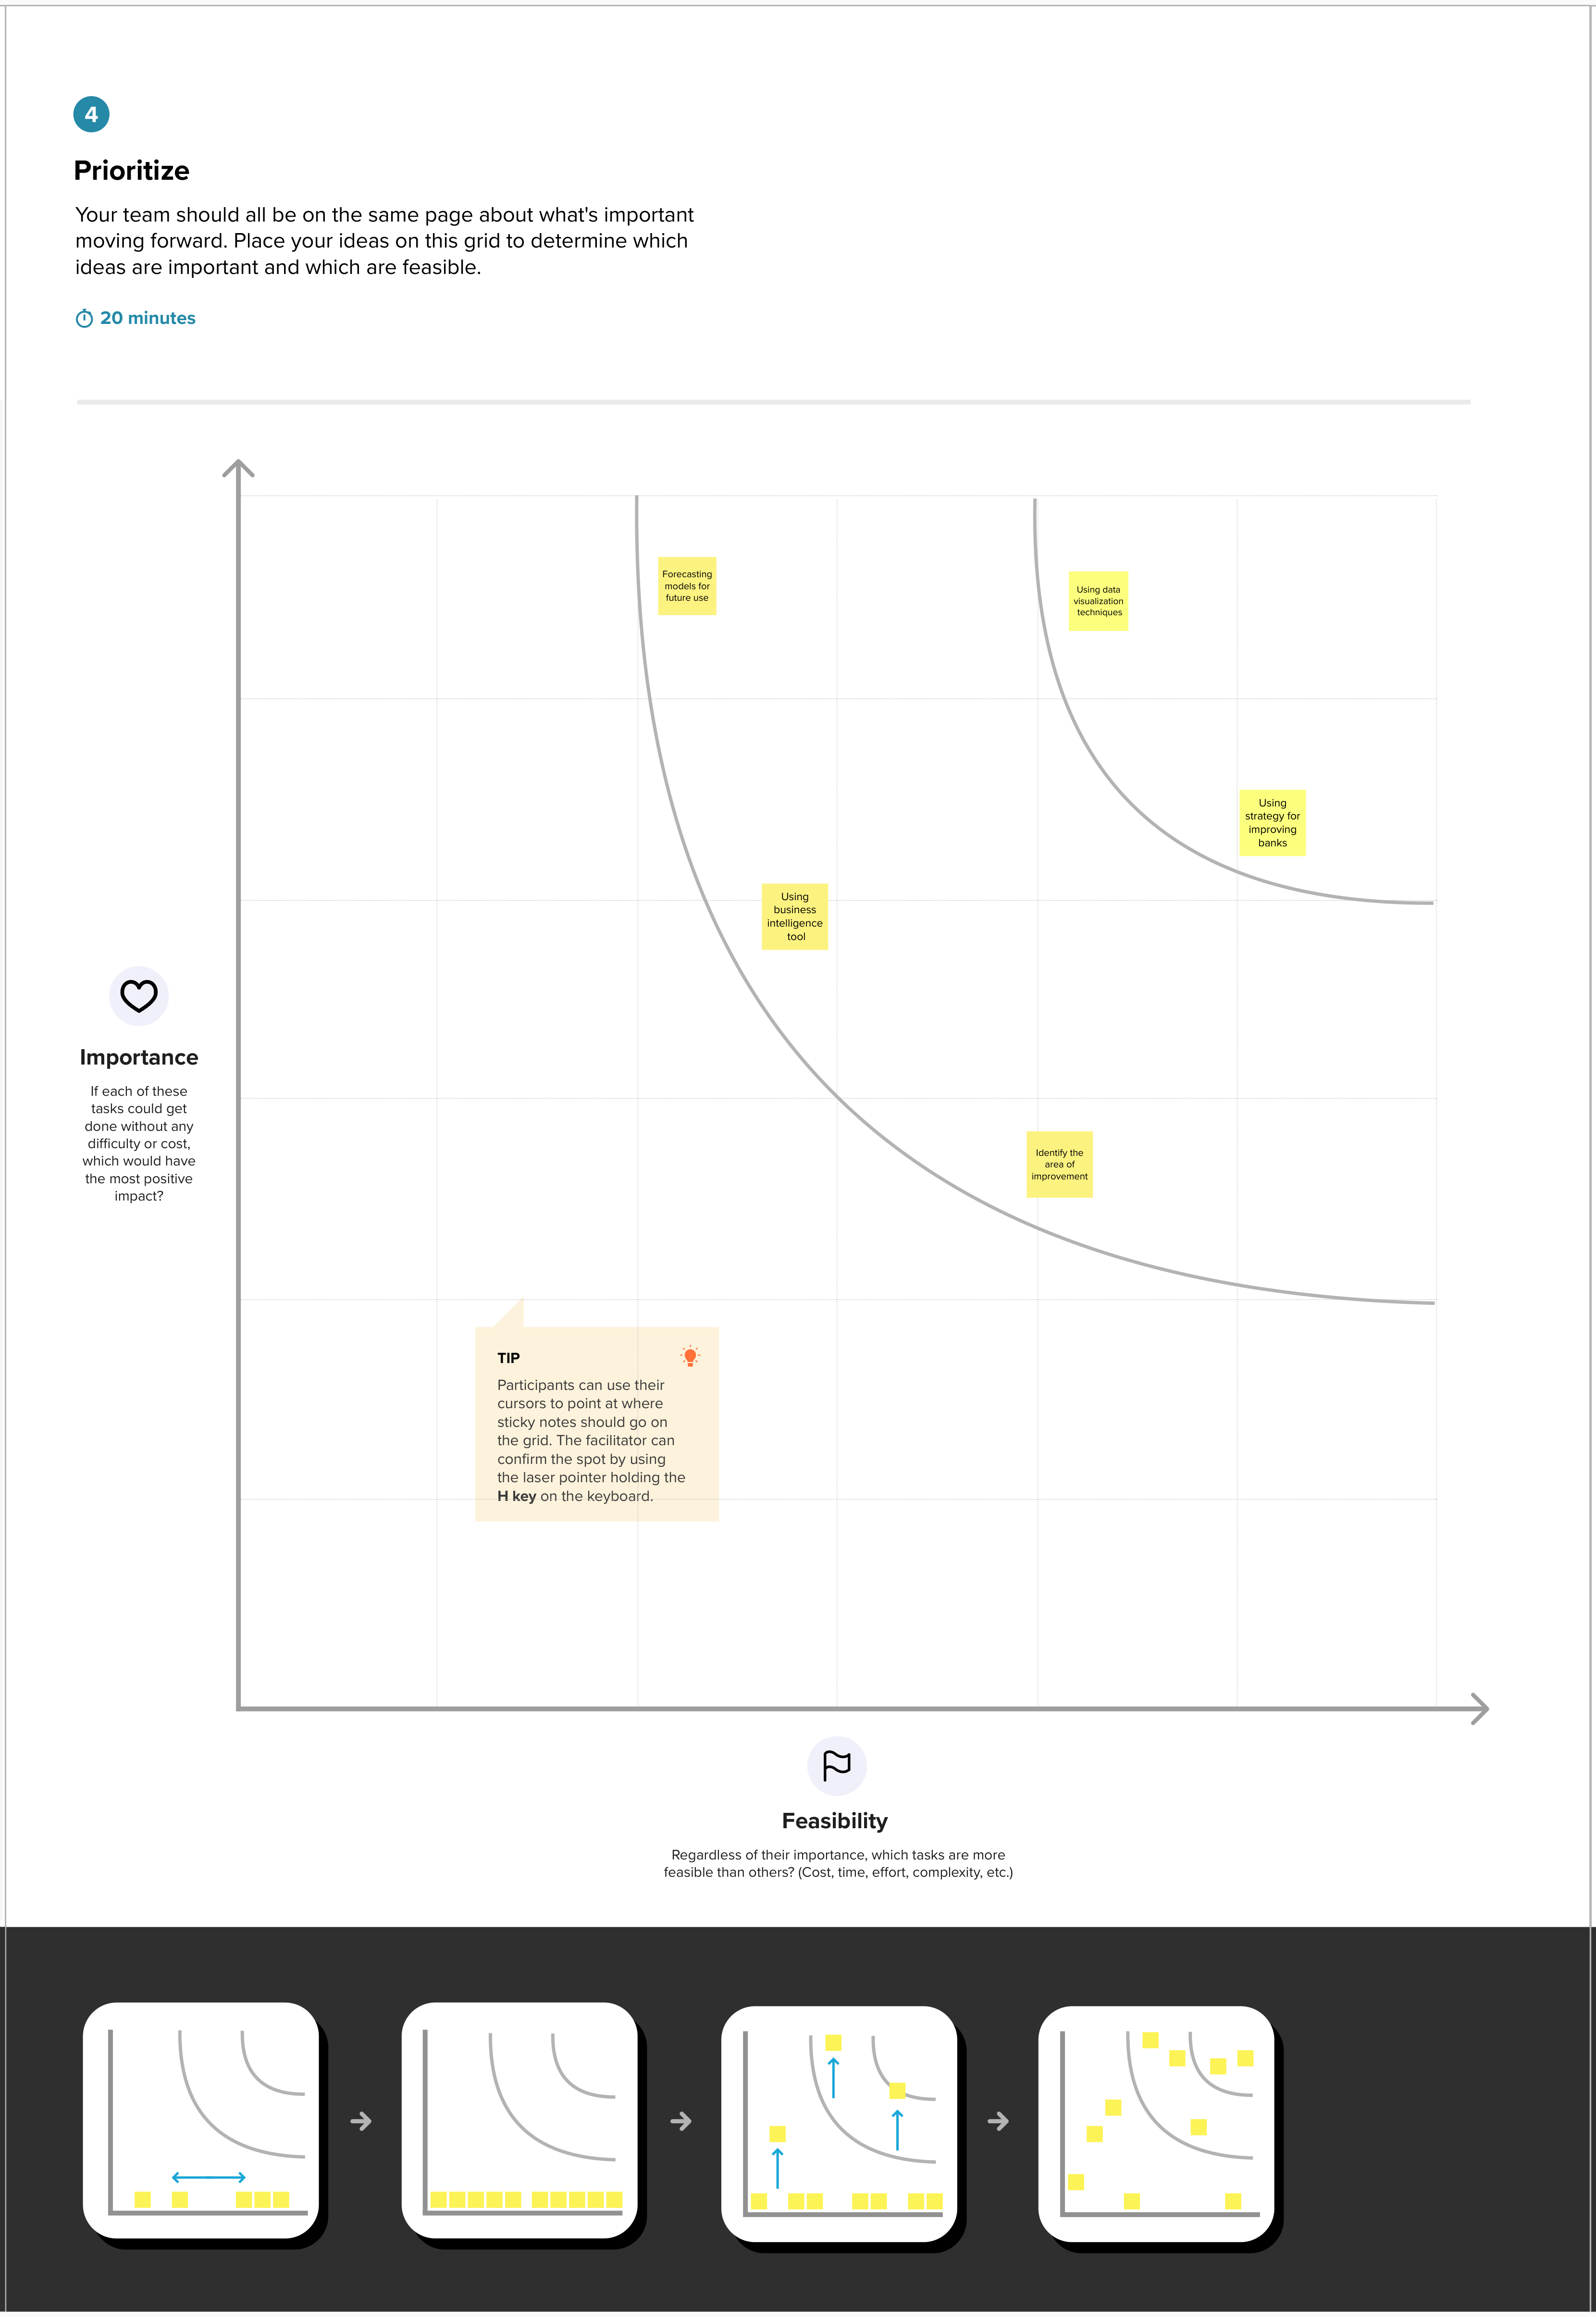 4
Prioritize
Your team should all be on the same page about what's important
moving forward. Place your ideas on this grid to determine which
ideas are important and which are feasible.
20 minutes
Forecasting
models for
future use
Using data
visualization
techniques
Using
strategy for
improving
banks
Using
business
intelligence
tool
Importance
If each of these
tasks could get
done without any
difficulty or cost,
which would have
the most positive
impact?
Identify the
area of
improvement
TIP
Participants can use their
cursors to point at where
sticky notes should go on
the grid. The facilitator can
confirm the spot by using
the laser pointer holding the
H key on the keyboard.
Feasibility
Regardless of their importance, which tasks are more
feasible than others? (Cost, time, effort, complexity, etc.)